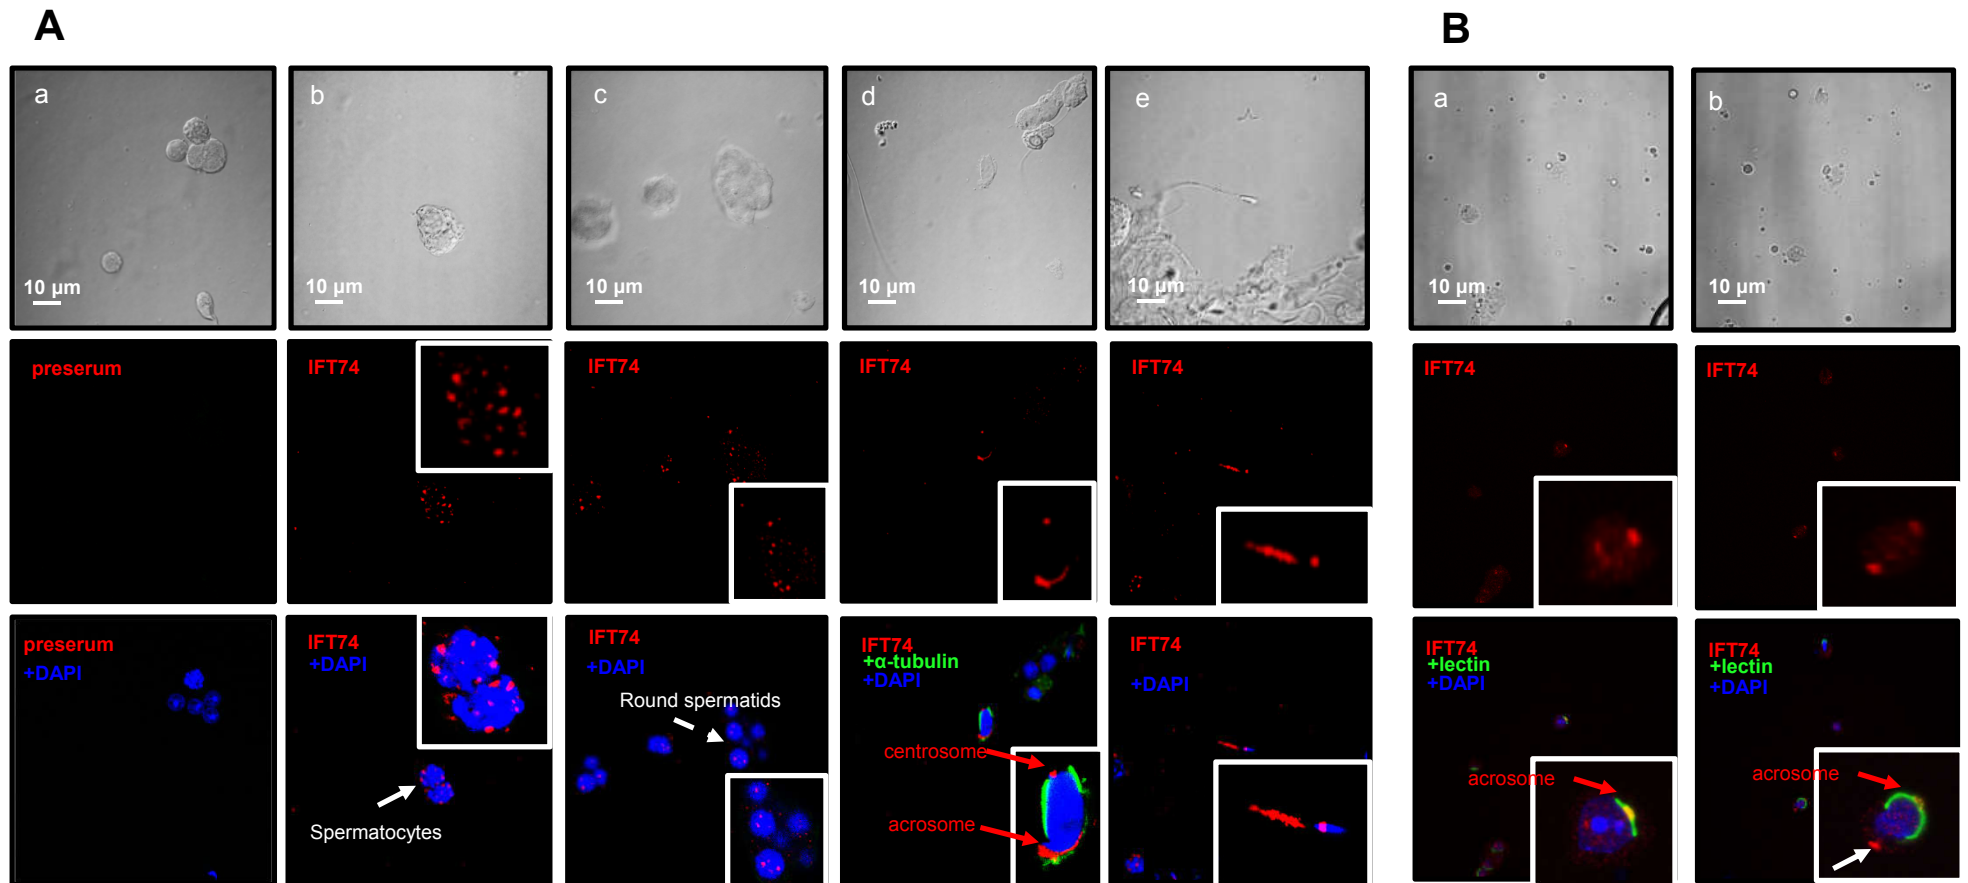 A
B
a
b
c
d
e
a
b
10 µm
10 µm
10 µm
10 µm
10 µm
10 µm
10 µm
preserum
IFT74
IFT74
IFT74
IFT74
IFT74
IFT74
preserum
+DAPI
IFT74
+DAPI
Spermatocytes
IFT74
+DAPI
Round spermatids
IFT74
+α-tubulin
+DAPI
centrosome
acrosome
IFT74
+DAPI
IFT74
+lectin
+DAPI
acrosome
IFT74
+lectin
+DAPI
acrosome